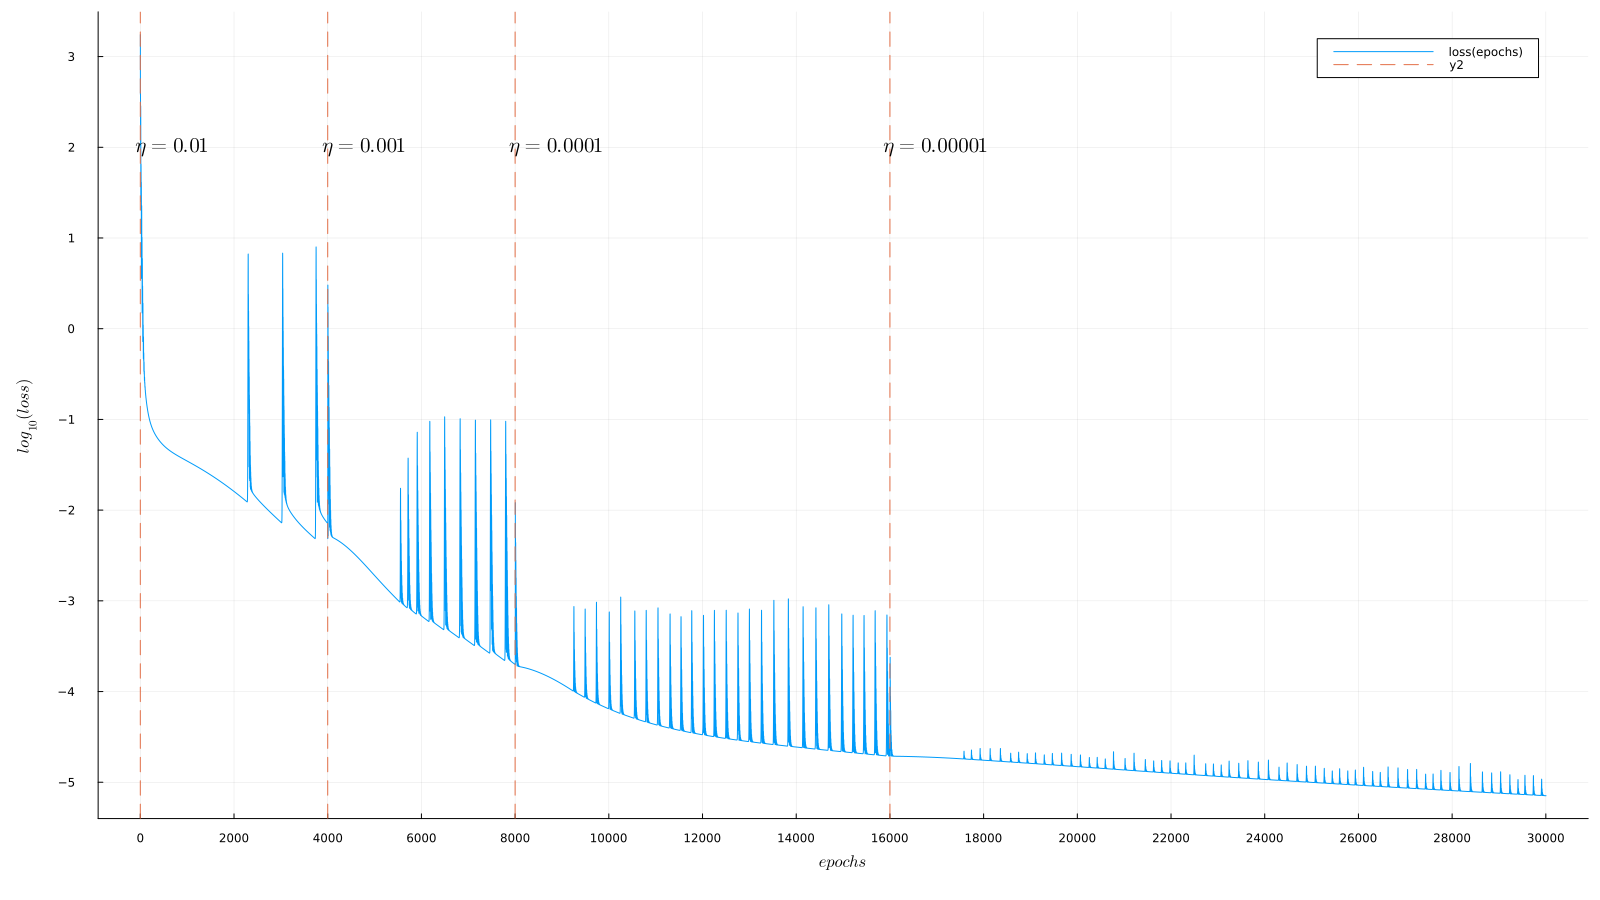 loss(epochs)
y2
3
2
1
0
−1
−2
−3
−4
−5
η = 0.01
η = 0.001
η = 0.0001
η = 0.00001
log₁₀(loss)
0 2000 4000 6000 8000 10000 12000 14000 16000 18000 20000 22000 24000 26000 28000 30000
epochs